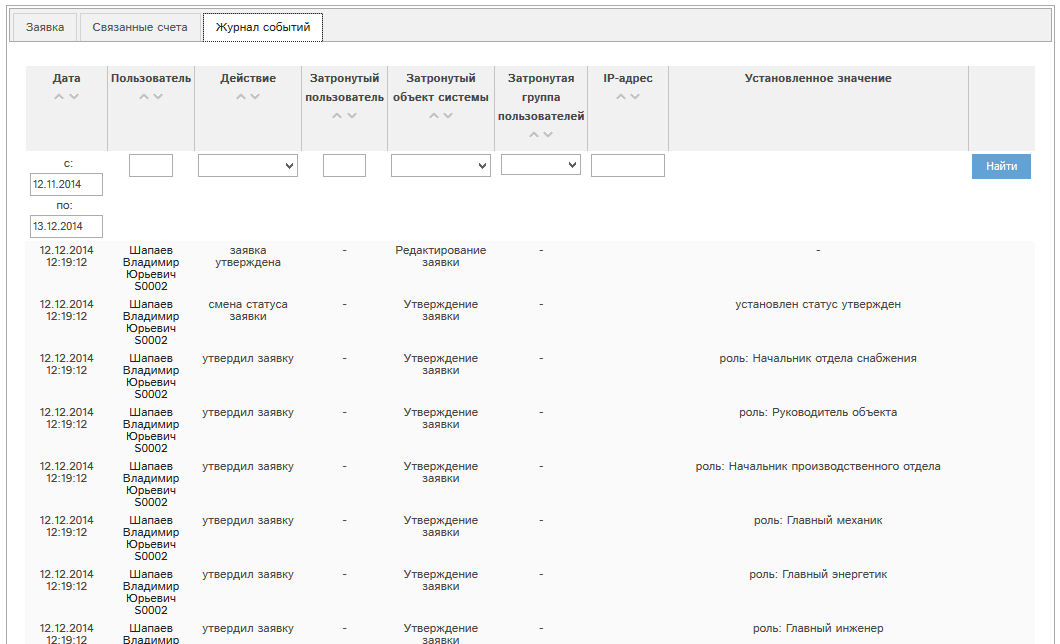 Заявка Связанные счета Журнал событий
Дата Пользователь Действие Затронутый Затронутый Затронутая IP-адрес Установленное значение
пользователь объект системы группа
пользователей
с:
12.11.2014
Найти
по:
13.12.2014
12.12.2014 Шапаев заявка - Редактирование - -
12:19:12 Владимир утверждена заявки
Юрьевич
S0002
12.12.2014 Шапаев смена статуса - Утверждение - установлен статус утвержден
12:19:12 Владимир заявки заявки
Юрьевич
S0002
12.12.2014 Шапаев утвердил заявку - Утверждение - роль: Начальник отдела снабжения
12:19:12 Владимир заявки
Юрьевич
S0002
12.12.2014 Шапаев утвердил заявку - Утверждение - роль: Руководитель объекта
12:19:12 Владимир заявки
Юрьевич
S0002
12.12.2014 Шапаев утвердил заявку - Утверждение - роль: Начальник производственного отдела
12:19:12 Владимир заявки
Юрьевич
S0002
12.12.2014 Шапаев утвердил заявку - Утверждение - роль: Главный механик
12:19:12 Владимир заявки
Юрьевич
S0002
12.12.2014 Шапаев утвердил заявку - Утверждение - роль: Главный энергетик
12:19:12 Владимир заявки
Юрьевич
S0002
12.12.2014 Шапаев утвердил заявку - Утверждение - роль: Главный инженер
12:19:12 Владимир заявки